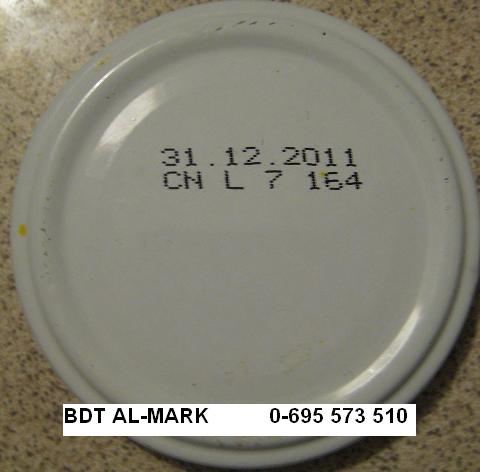 31.12.2011
CN L 7 164
BDT AL-MARK 0-695 573 510